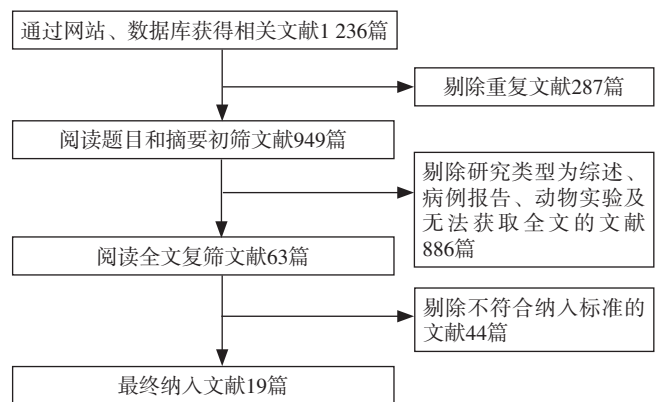 通过网站、数据库获得相关文献1 236篇
剔除重复文献287篇
阅读题目和摘要初筛文献949篇
剔除研究类型为综述、
病例报告、动物实验及
无法获取全文的文献
886篇
阅读全文复筛文献63篇
剔除不符合纳入标准的
文献44篇
最终纳入文献19篇